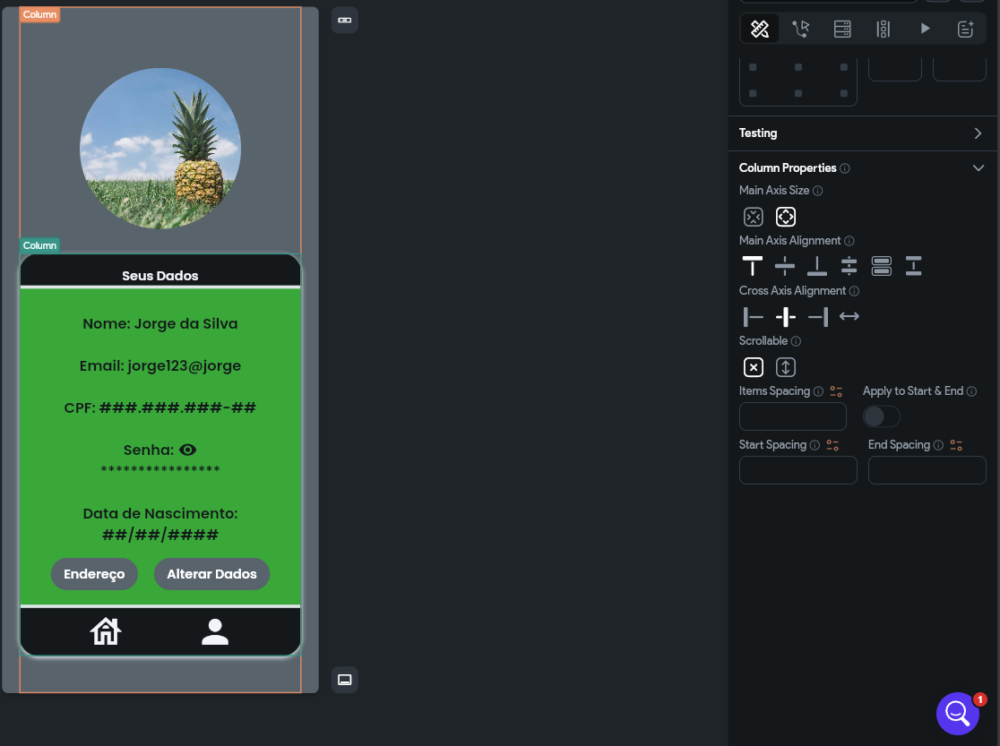 Column
Column
Seus Dados
Nome: Jorge da Silva
Email: jorge123@jorge
CPF: ###.###.###-##
Senha:
****************
Data de Nascimento:
##/##/####
Endereço
Alterar Dados
Testing
Column Properties
Main Axis Size
Main Axis Alignment
Cross Axis Alignment
Scrollable
Items Spacing
Apply to Start & End
Start Spacing
End Spacing
1